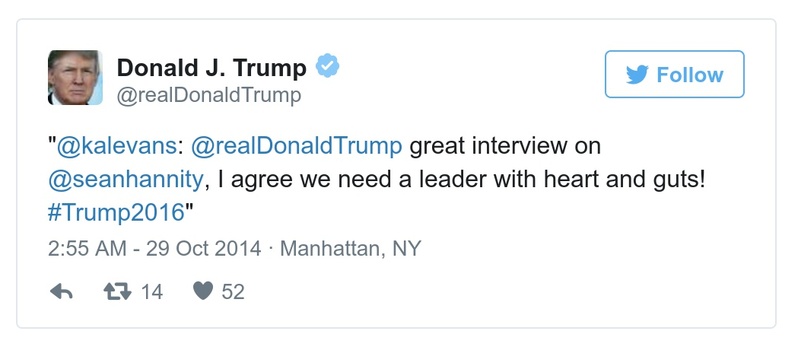 Donald J. Trump
@realDonaldTrump
Follow
"@kalevans: @realDonaldTrump great interview on
@seanhannity, I agree we need a leader with heart and guts!
#Trump2016"
2:55 AM - 29 Oct 2014 · Manhattan, NY
14 52